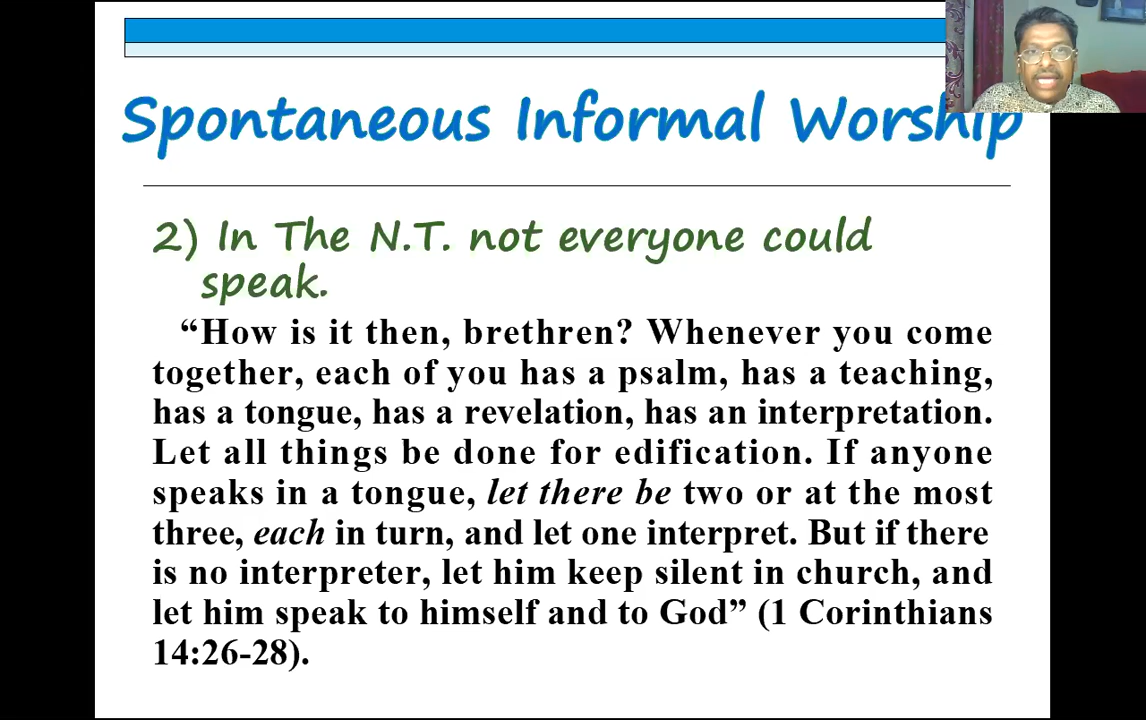 Spontaneous Informal Worship
2) In The N.T. not everyone could
speak.
“How is it then, brethren? Whenever you come
together, each of you has a psalm, has a teaching,
has a tongue, has a revelation, has an interpretation.
Let all things be done for edification. If anyone
speaks in a tongue, let there be two or at the most
three, each in turn, and let one interpret. But if there
is no interpreter, let him keep silent in church, and
let him speak to himself and to God” (1 Corinthians
14:26-28).